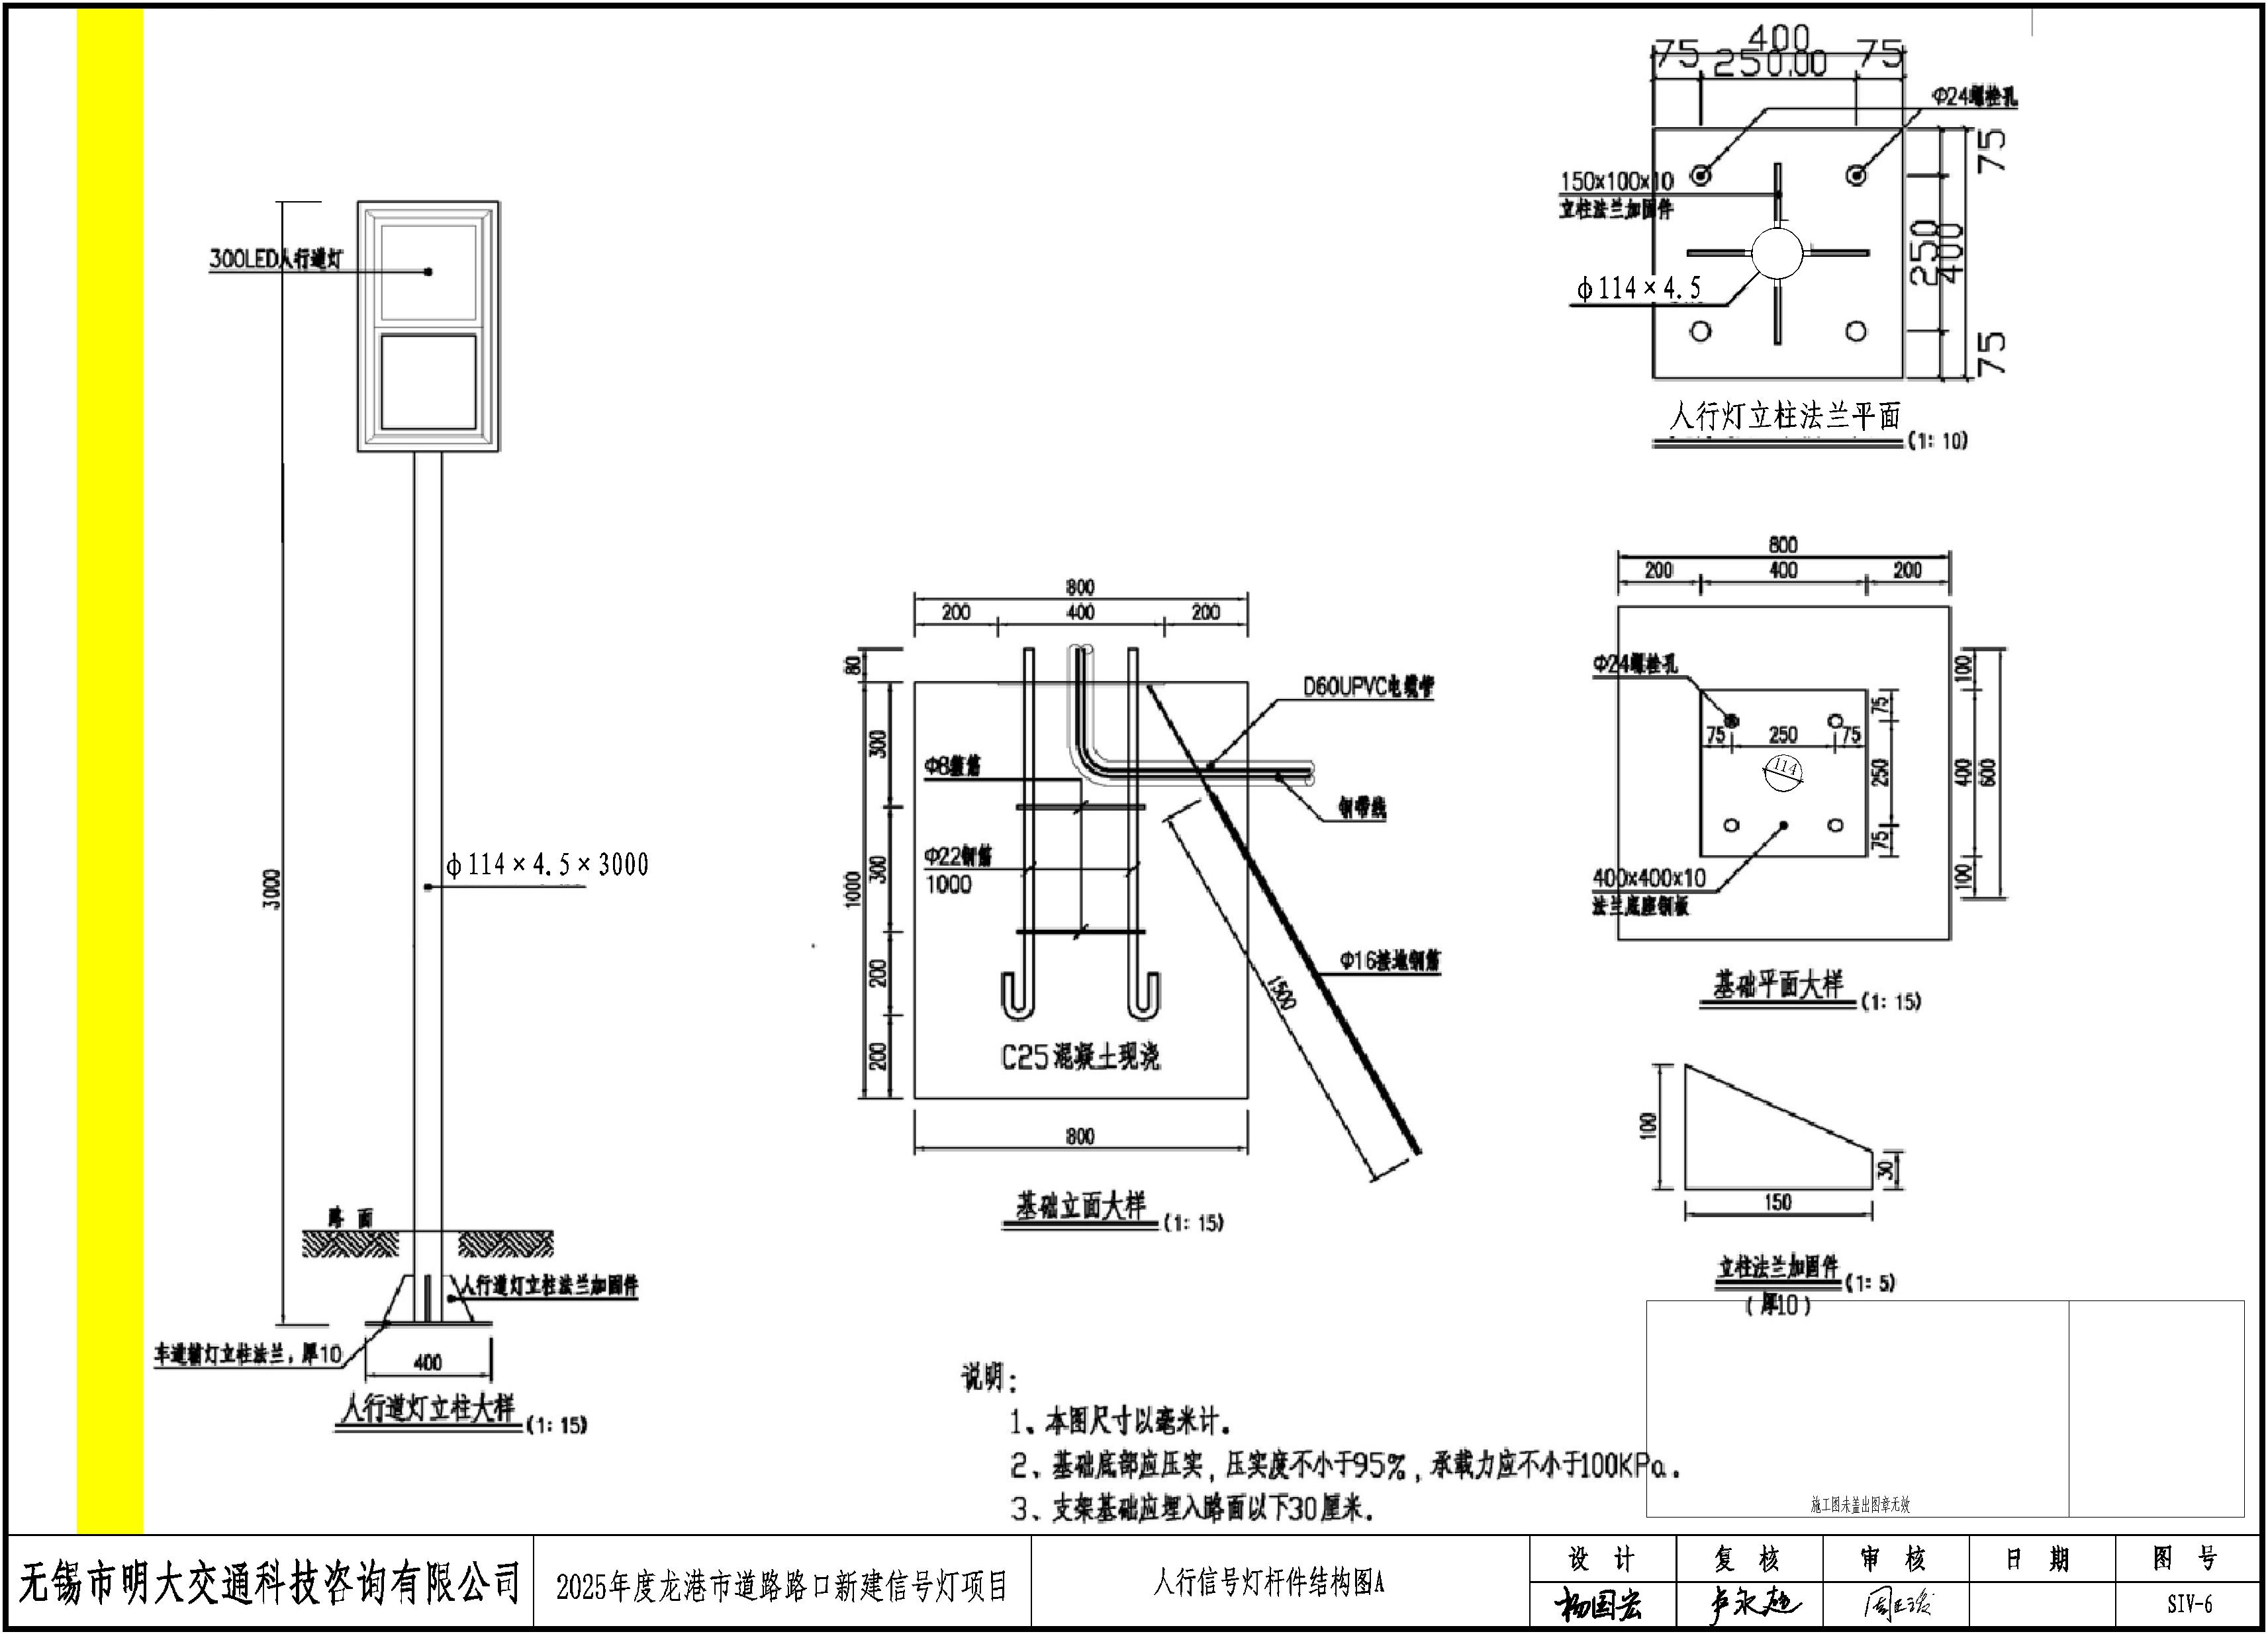 300LED人行道灯
3000
ф114×4.5×3000
路 面
人行道灯立柱法兰加固件
车道辅灯立柱法兰，厚10
400
人行道灯立柱大样
(1: 15)
800
200
400
200
80
300
300
200
200
1000
D60UPVC电缆管
Φ8箍筋
铜带线
Φ22钢筋
1000
Φ16接地钢筋
1500
C25混凝土现浇
800
基础立面大样
(1: 15)
400
75
250.00
75
Φ24螺栓孔
75
150x100x10
立柱法兰加固件
250
400
ф114×4.5
75
人行灯立柱法兰平面
(1: 10)
800
200
400
200
Φ24螺栓孔
100
75
75
250
75
114
250
400
600
75
400x400x10
法兰底座钢板
100
基础平面大样
(1: 15)
100
30
150
立柱法兰加固件
(1: 5)
(厚10)
说明：
1、本图尺寸以毫米计。
2、基础底部应压实，压实度不小于95%，承载力应不小于100KPa。
3、支架基础应埋入路面以下30厘米。
施工图未盖出图章无效
无锡市明大交通科技咨询有限公司
2025年度龙港市道路路口新建信号灯项目
人行信号灯杆件结构图A
设 计
复 核
审 核
日 期
图 号
杨国宏
卢永超
SIV-6